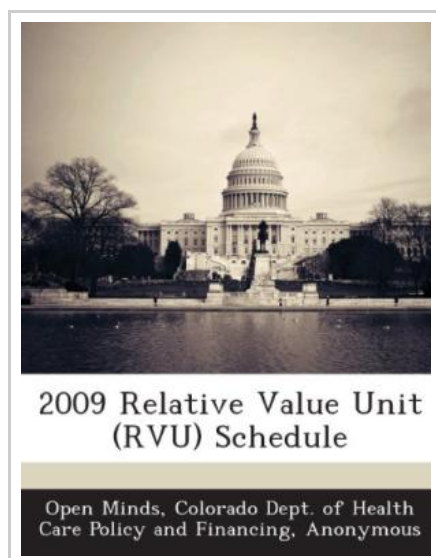 2009 Relative Value Unit
(RVU) Schedule
Open Minds, Colorado Dept. of Health
Care Policy and Financing, Anonymous